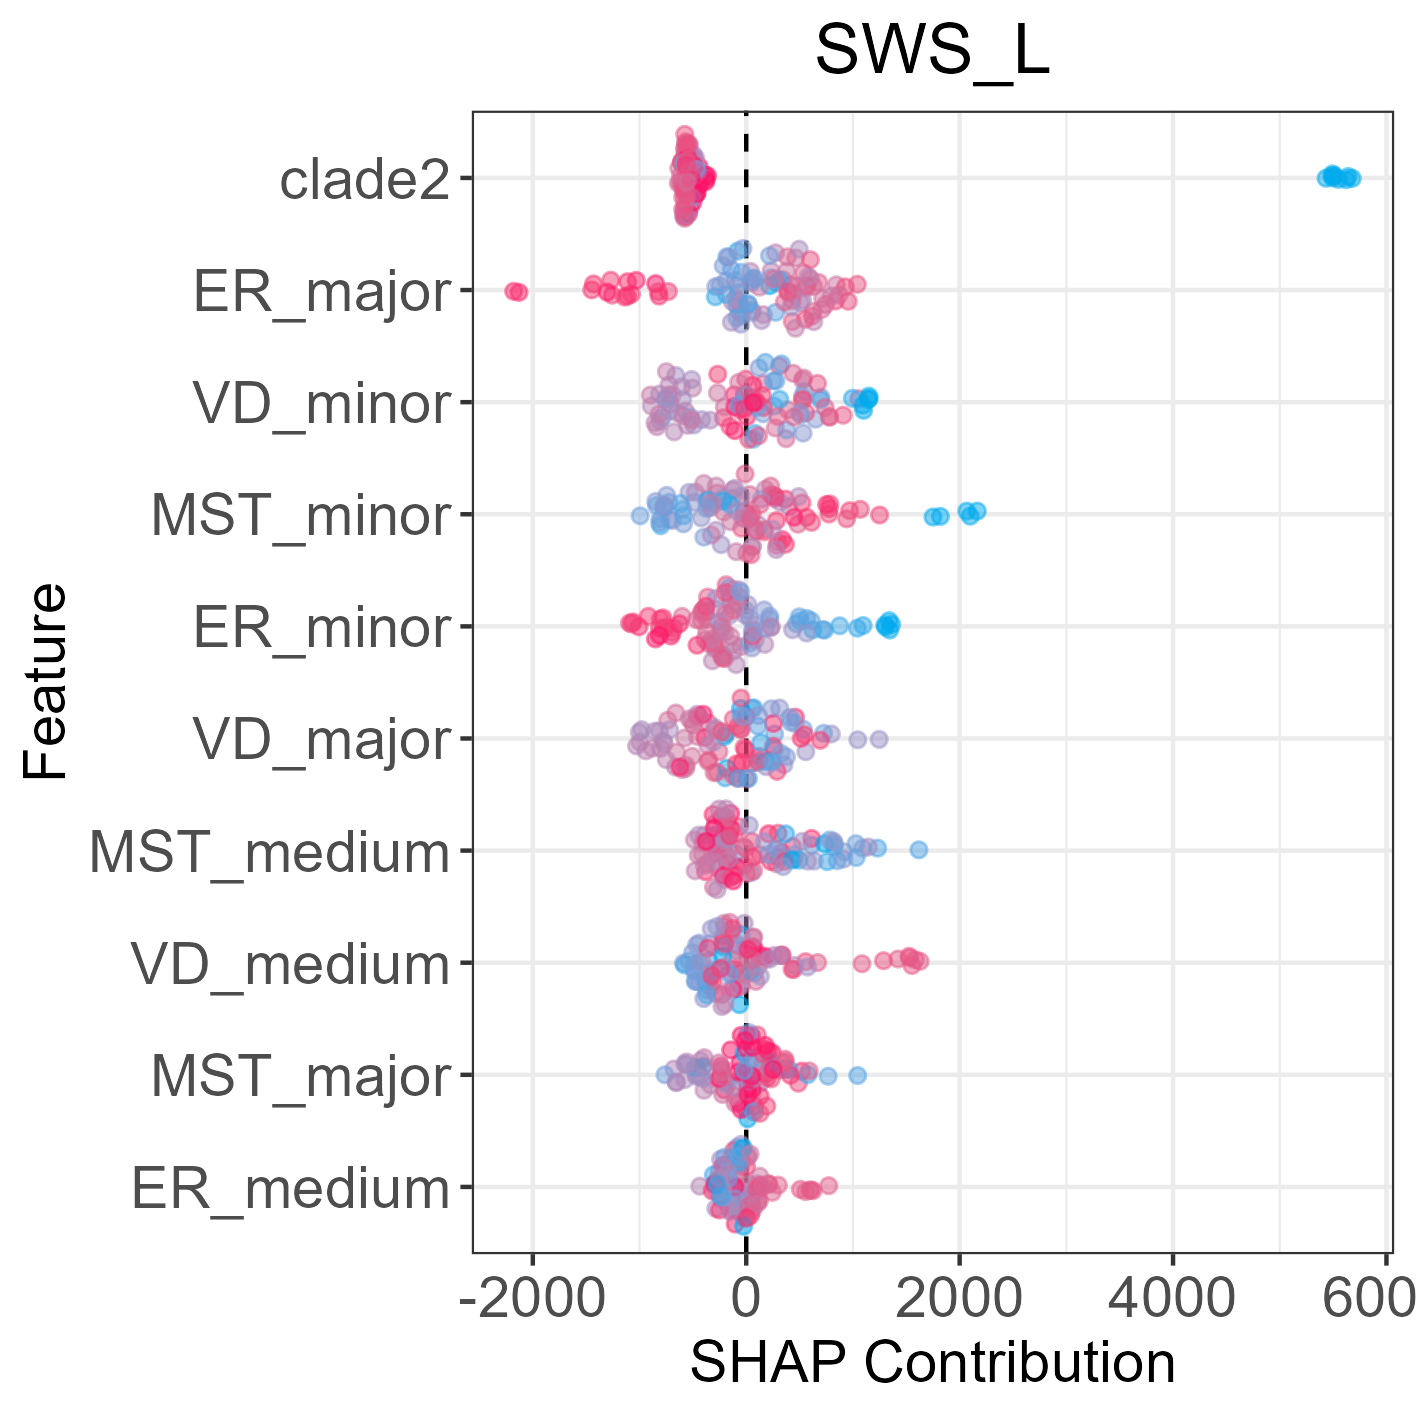 SWS_L
clade2
ER_major
VD_minor
MST_minor
ER_minor
VD_major
MST_medium
VD_medium
MST_major
ER_medium
Feature
-2000 0 2000 4000 600
SHAP Contribution